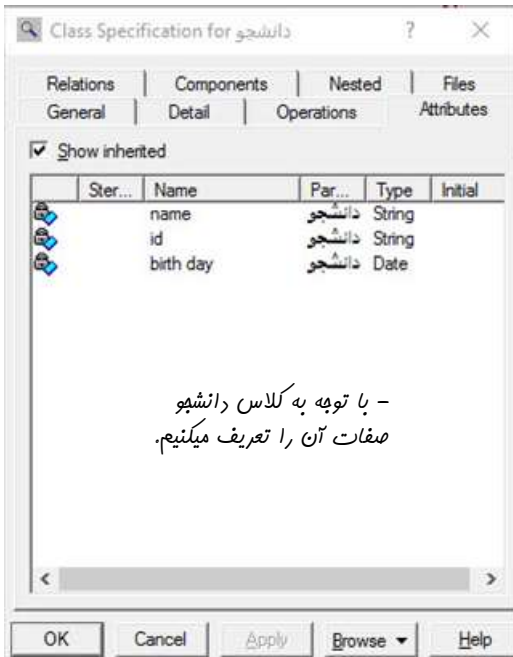 Class Specification for دانشجو ? ×
Relations Components Nested Files
General Detail Operations Attributes
Show inherited
Ster... Name Par... Type Initial
name دانشجو String
id دانشجو String
birth day دانشجو Date
- با توجه به کلاس دانشجو
صفات آن را تعریف میکنیم.
OK Cancel Apply Browse Help